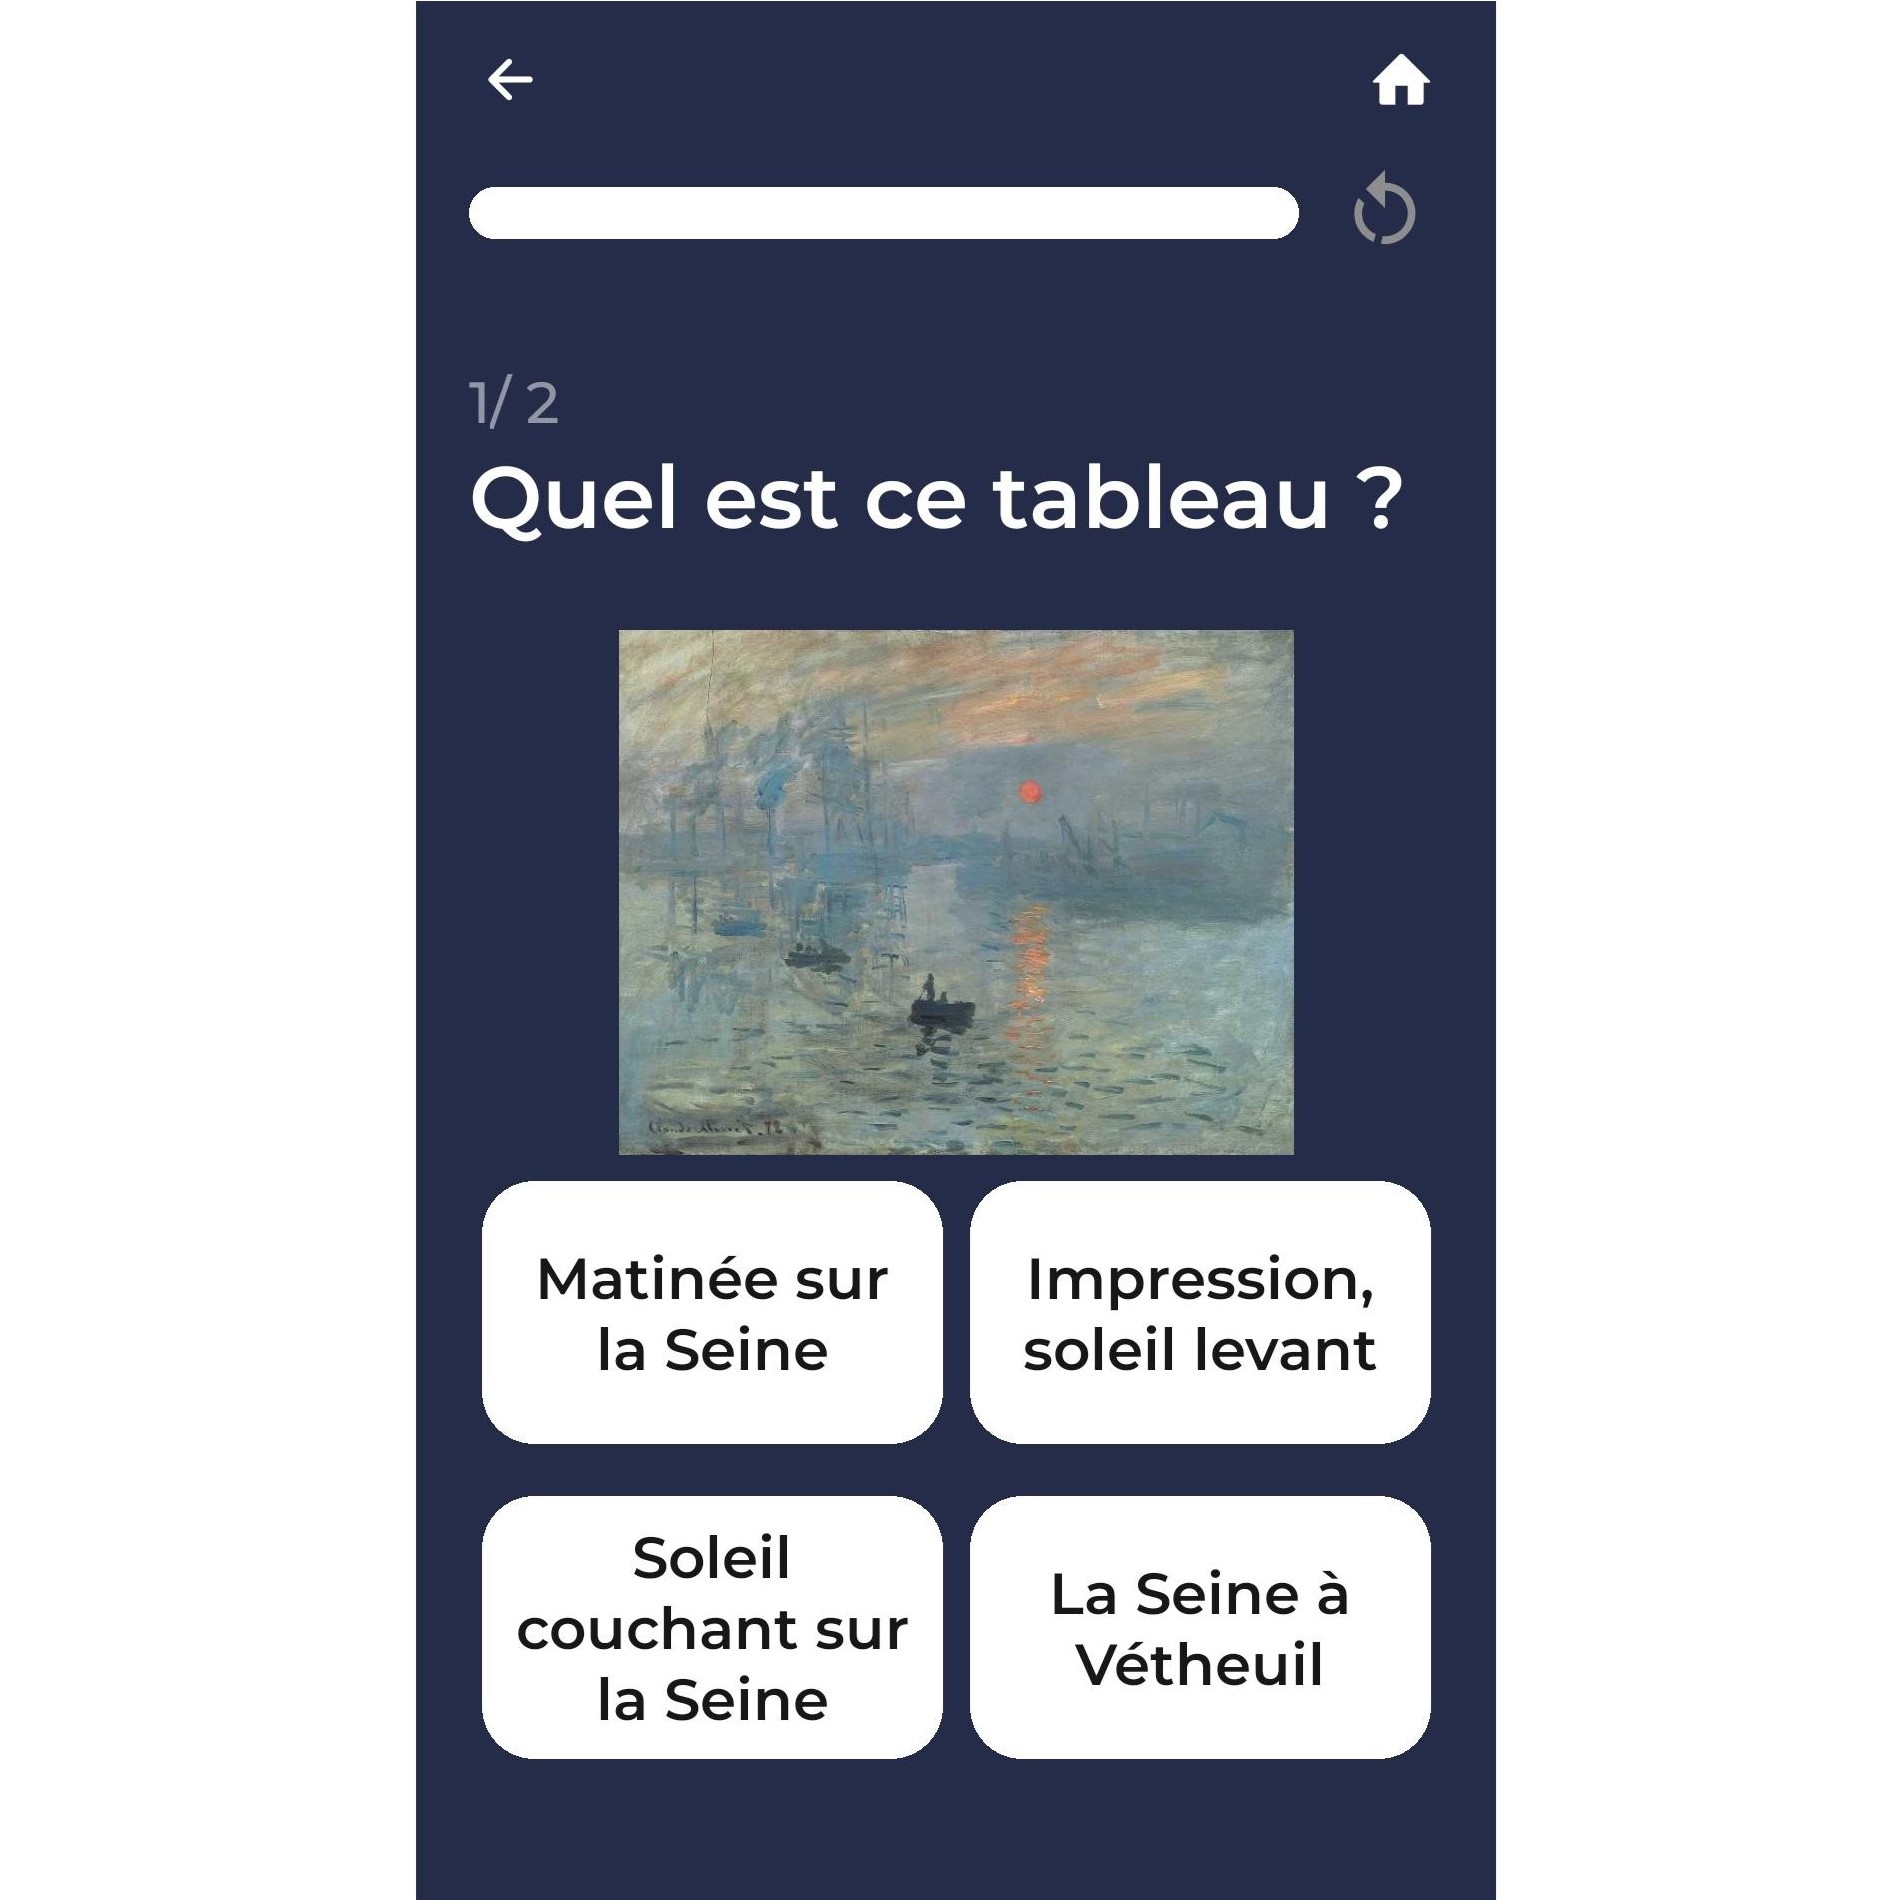 1/ 2
Quel est ce tableau ?
Claude Monet. 72
Matinée sur
la Seine
Impression,
soleil levant
Soleil
couchant sur
la Seine
La Seine à
Vétheuil